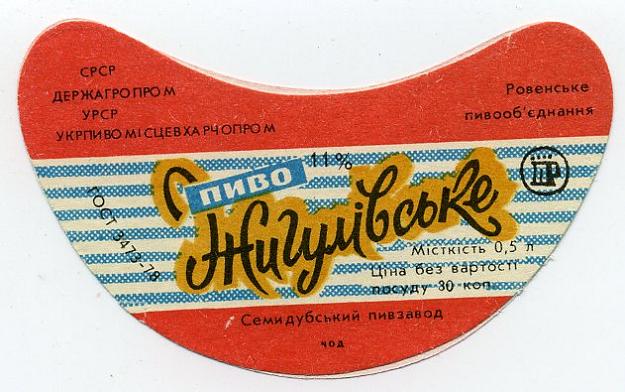 СРСР
ДЕРЖАГРОПРОМ
УРСР
УКРПИВОМІСЦЕВХАРЧОПРОМ
Ровенське
пивооб'єднання
11%
ПИВО
Жигулівське
ГОСТ 3473-78
Місткість 0,5 л
Ціна без вартості
посуду 30 коп.
Семидубський пивзавод